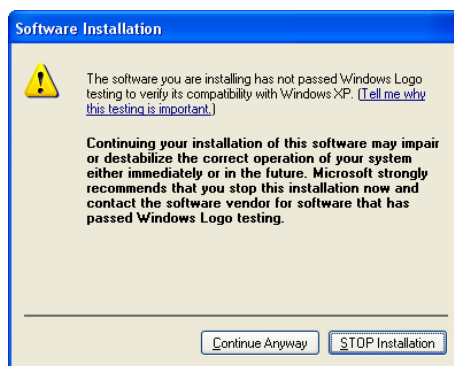 Software Installation
The software you are installing has not passed Windows Logo
testing to verify its compatibility with Windows XP. (Tell me why
this testing is important.)
Continuing your installation of this software may impair
or destabilize the correct operation of your system
either immediately or in the future. Microsoft strongly
recommends that you stop this installation now and
contact the software vendor for software that has
passed Windows Logo testing.
Continue Anyway
STOP Installation